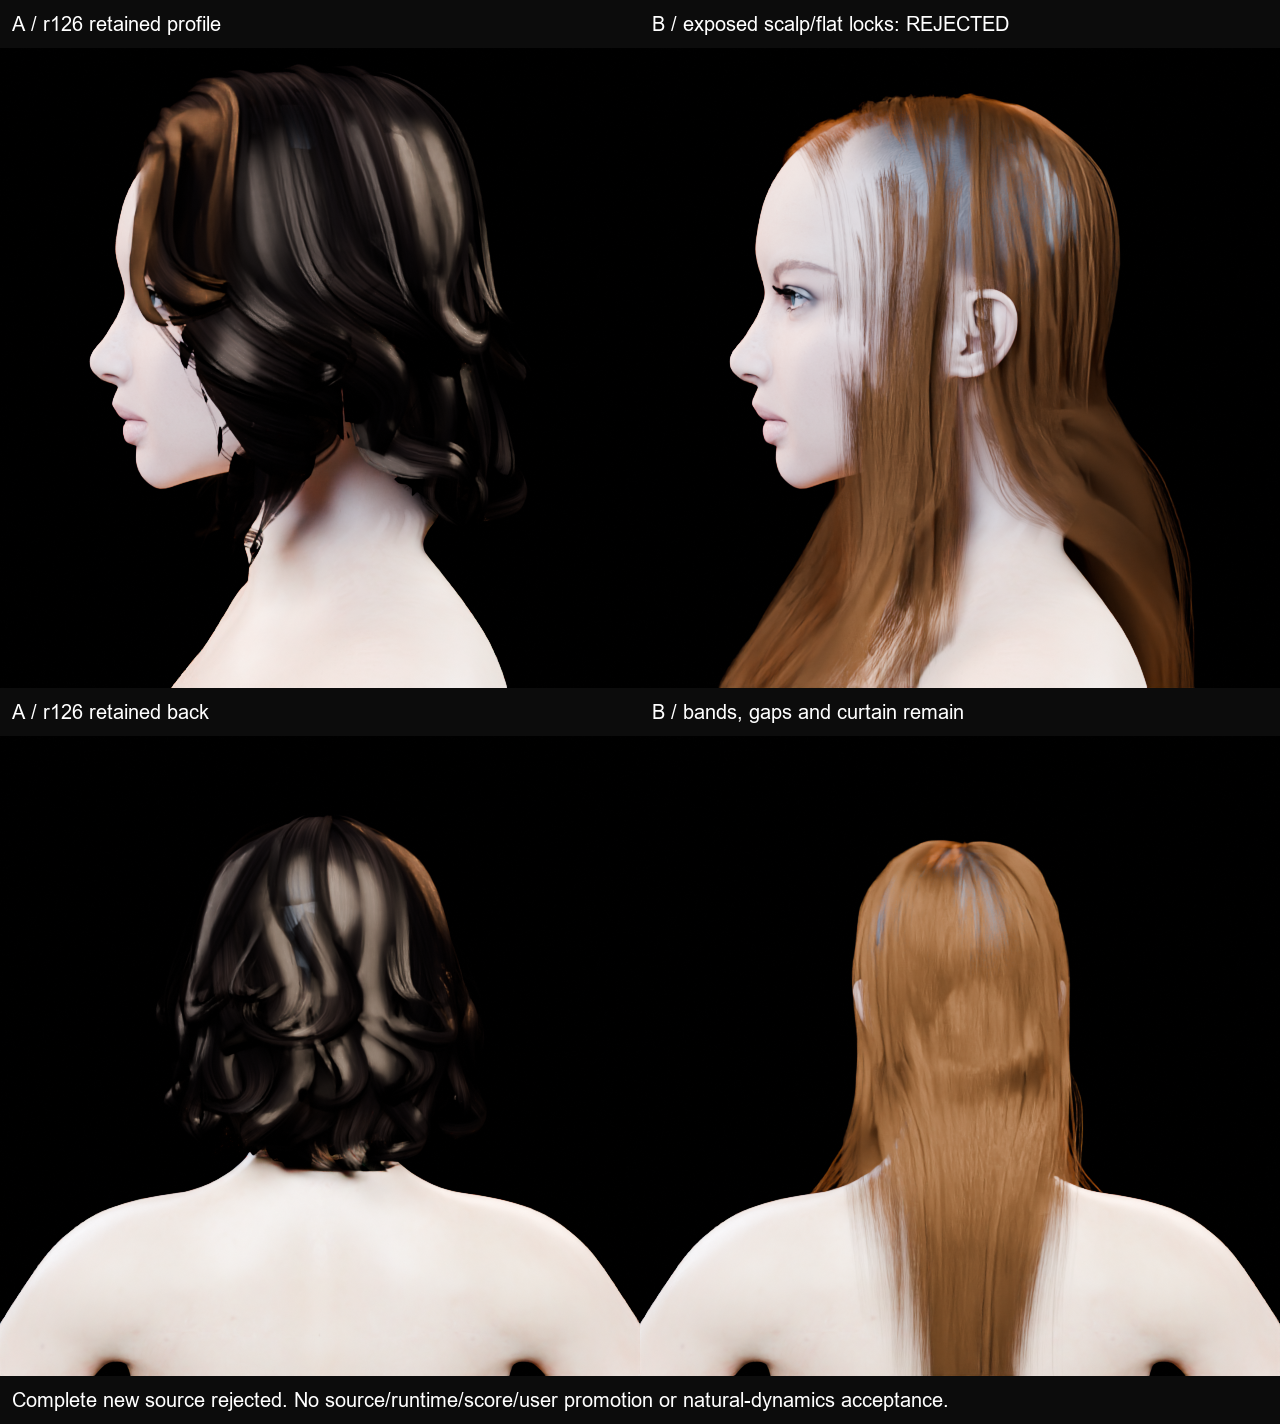 A / r126 retained profile
B / exposed scalp/flat locks: REJECTED
A / r126 retained back
B / bands, gaps and curtain remain
Complete new source rejected. No source/runtime/score/user promotion or natural-dynamics acceptance.